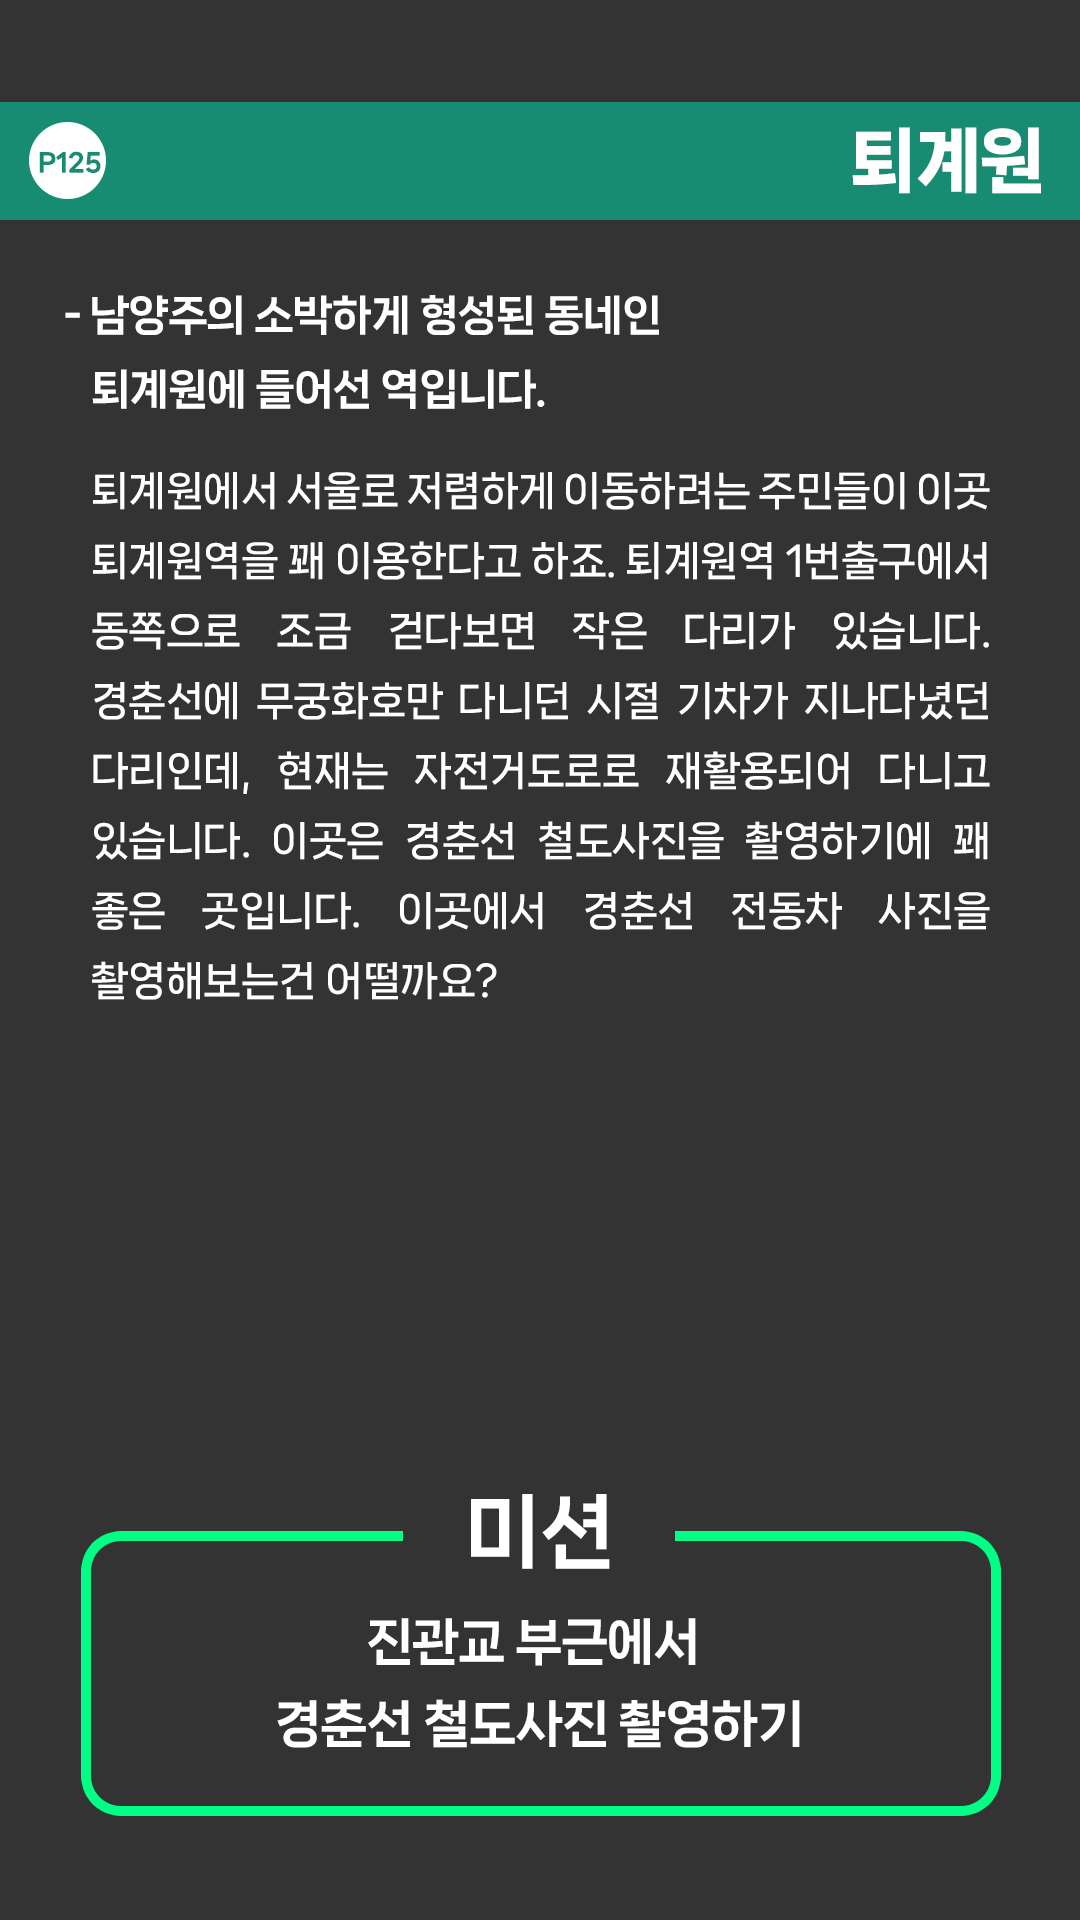 P125
퇴계원
- 남양주의 소박하게 형성된 동네인
퇴계원에 들어선 역입니다.
퇴계원에서 서울로 저렴하게 이동하려는 주민들이 이곳
퇴계원역을 꽤 이용한다고 하죠. 퇴계원역 1번출구에서
동쪽으로 조금 걷다보면 작은 다리가 있습니다.
경춘선에 무궁화호만 다니던 시절 기차가 지나다녔던
다리인데, 현재는 자전거도로로 재활용되어 다니고
있습니다. 이곳은 경춘선 철도사진을 촬영하기에 꽤
좋은 곳입니다. 이곳에서 경춘선 전동차 사진을
촬영해보는건 어떨까요?
미션
진관교 부근에서
경춘선 철도사진 촬영하기